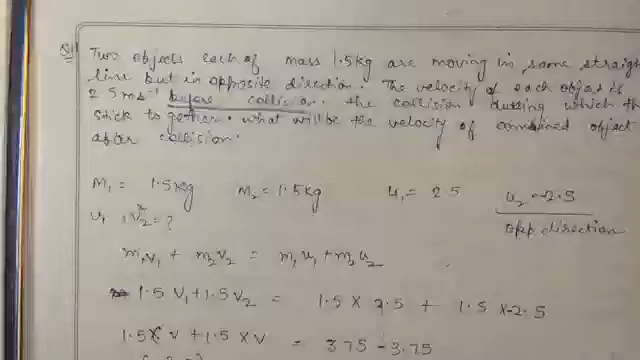 Q1
Two objects each of mass 1.5kg are moving in same straigh
line but in opposite direction. The velocity of each object is
2.5ms⁻¹ before collision. the collision during which th
stick to gether. what will be the velocity of combined object
after collision.
m₁ = 1.5kg m₂ = 1.5kg u₁ = 2.5 u₂ = -2.5
v₁ , v₂ = ? opp.direction
m₁v₁ + m₂v₂ = m₁u₁ + m₂u₂
1.5 v₁ + 1.5 v₂ = 1.5 x 2.5 + 1.5 x -2.5
1.5 x v + 1.5 x v = 3.75 - 3.75